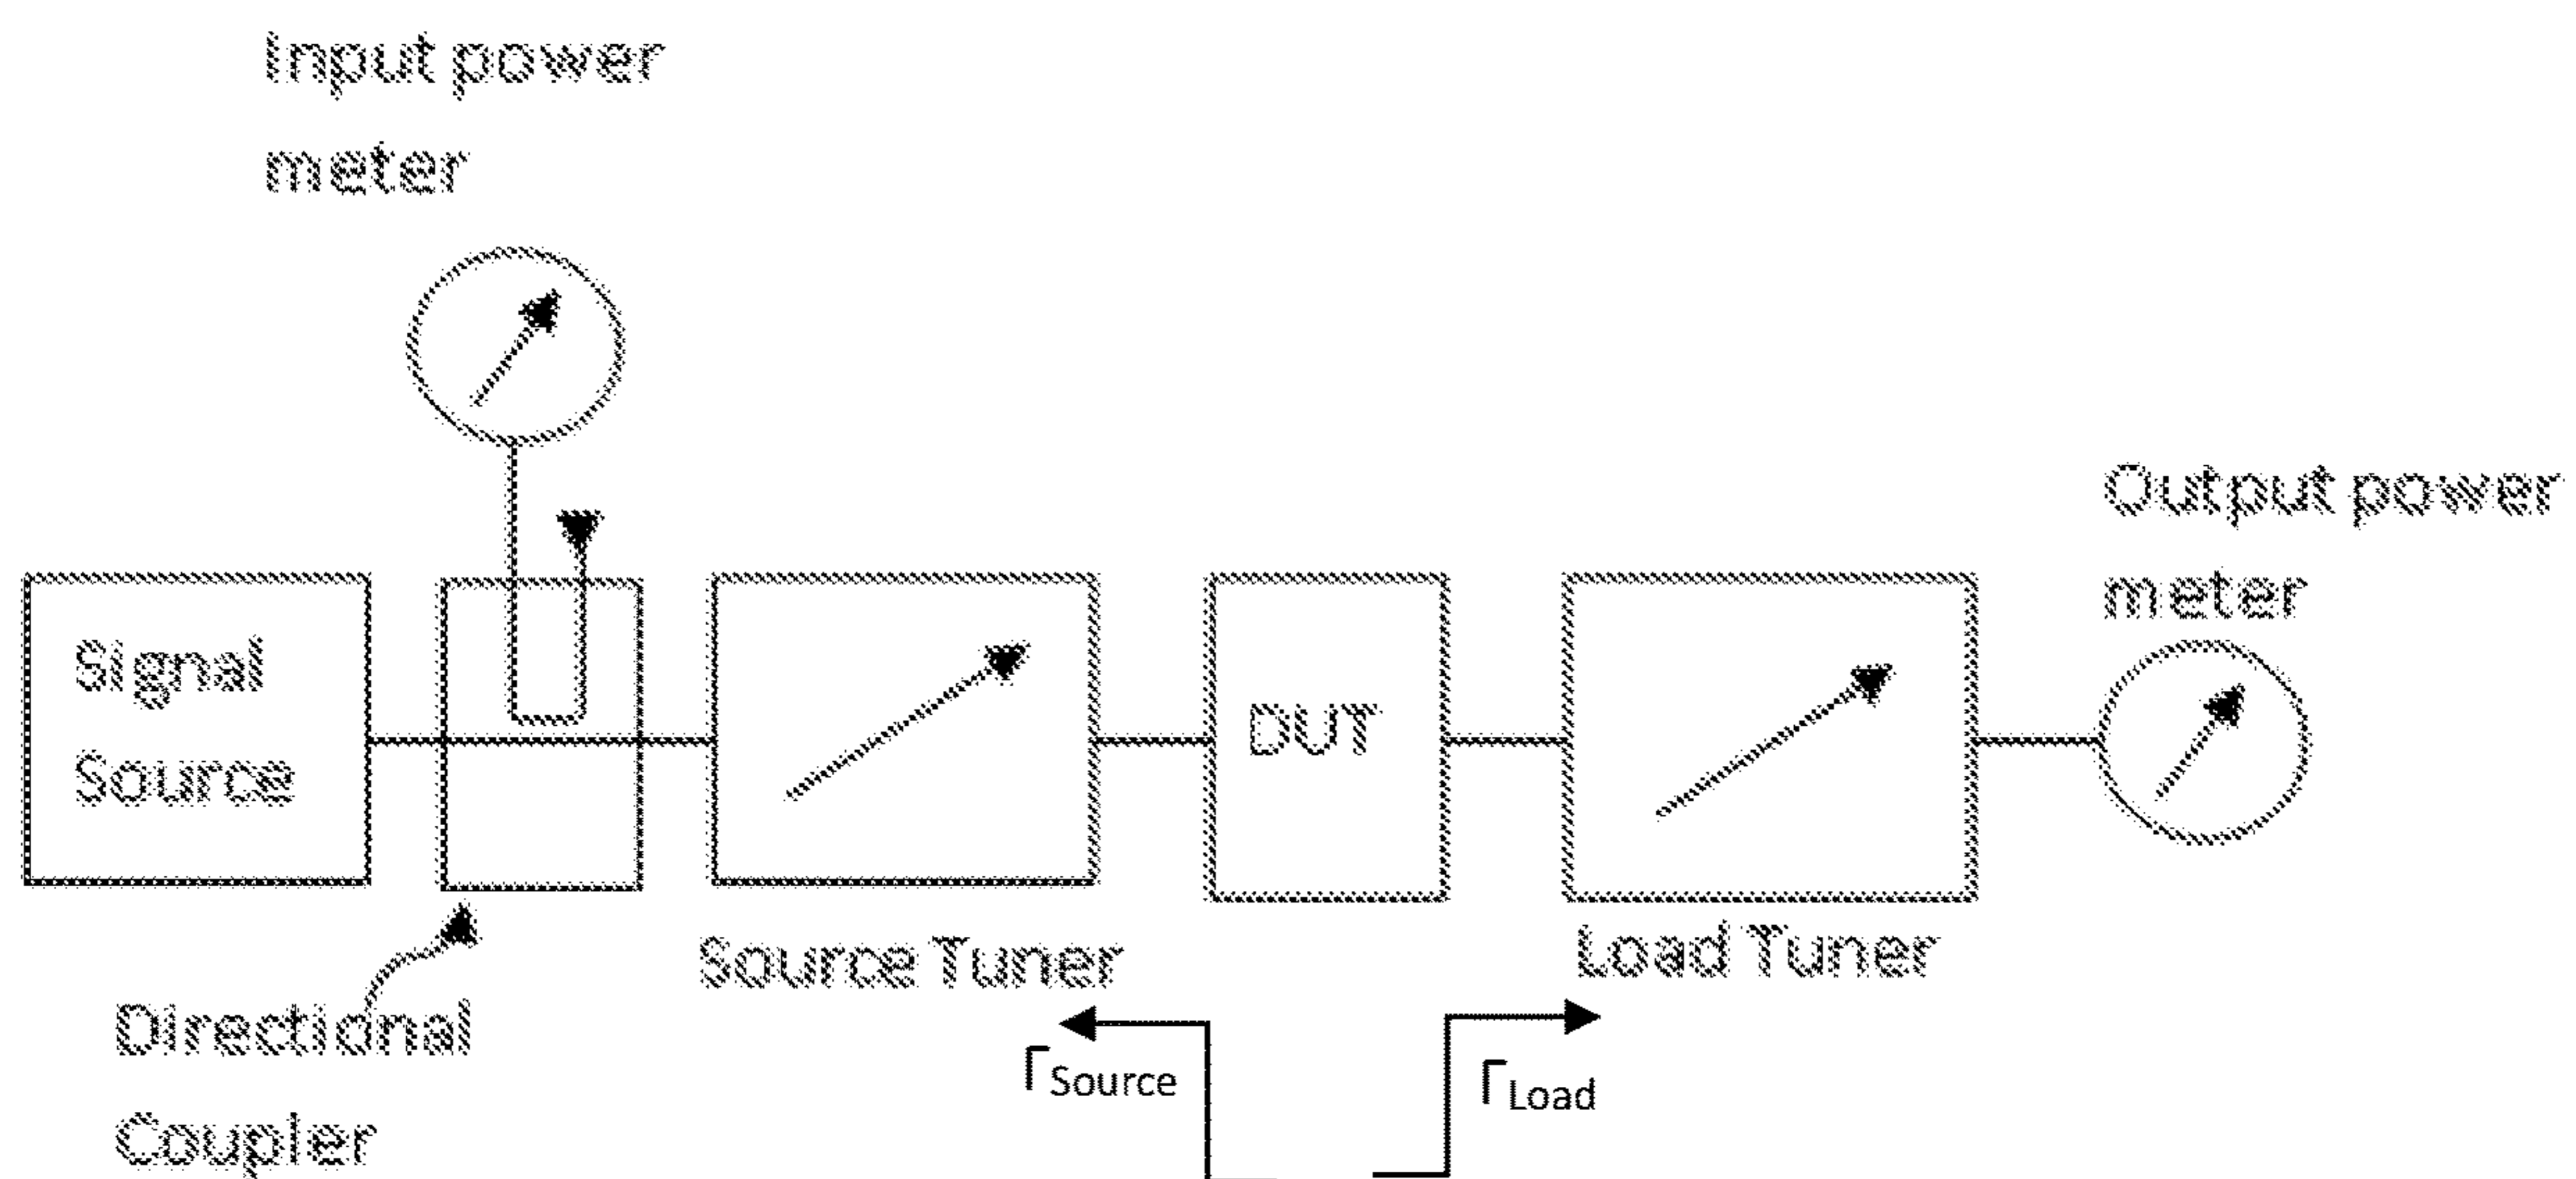 Input power
meter
Output power
meter
Signal
Source
DUT
Source Tuner
Load Tuner
Directional
Coupler
ΓSource
ΓLoad